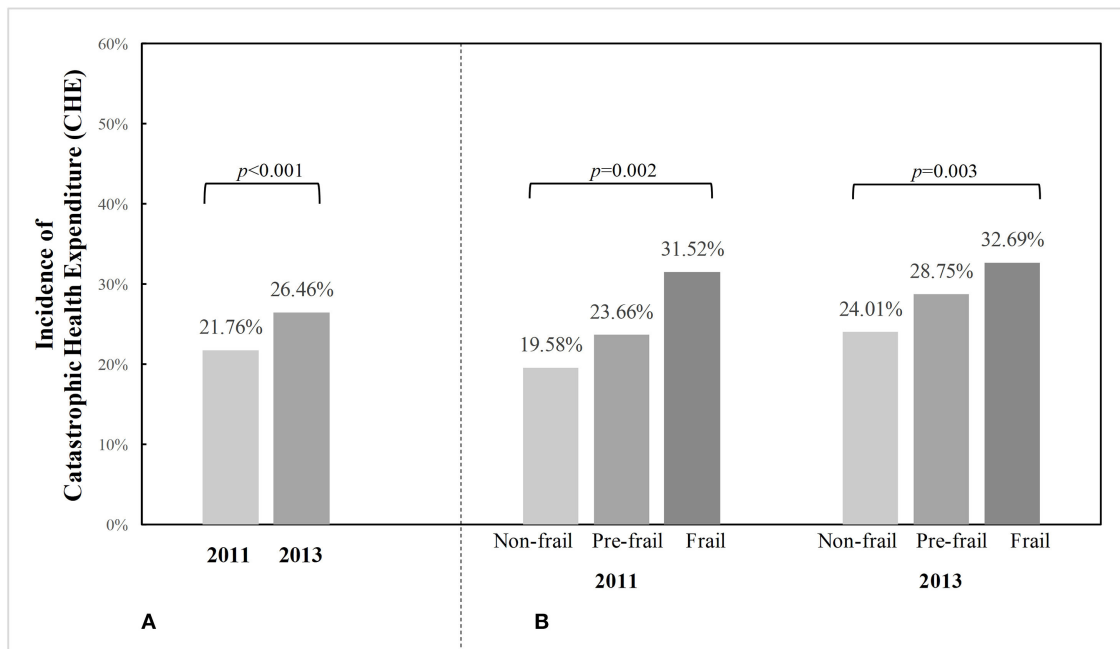 Incidence of
Catastrophic Health Expenditure (CHE)
60%
50%
40%
30%
20%
10%
0%
p<0.001
21.76%
26.46%
2011 2013
A
p=0.002
19.58%
23.66%
31.52%
Non-frail Pre-frail Frail
2011
p=0.003
24.01%
28.75%
32.69%
Non-frail Pre-frail Frail
2013
B